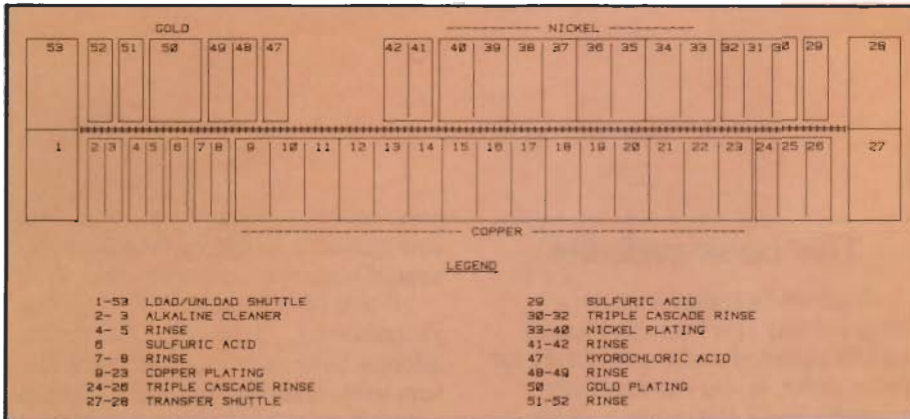 GOLD NICKEL
53 52 51 50 49 48 47 42 41 40 39 38 37 36 35 34 33 32 31 30 29 28
1 2 3 4 5 6 7 8 9 10 11 12 13 14 15 16 17 18 19 20 21 22 23 24 25 26 27
COPPER
LEGEND
1-53 LOAD/UNLOAD SHUTTLE
2- 3 ALKALINE CLEANER
4- 5 RINSE
6 SULFURIC ACID
7- 8 RINSE
9-23 COPPER PLATING
24-26 TRIPLE CASCADE RINSE
27-28 TRANSFER SHUTTLE
29 SULFURIC ACID
30-32 TRIPLE CASCADE RINSE
33-40 NICKEL PLATING
41-42 RINSE
47 HYDROCHLORIC ACID
48-49 RINSE
50 GOLD PLATING
51-52 RINSE